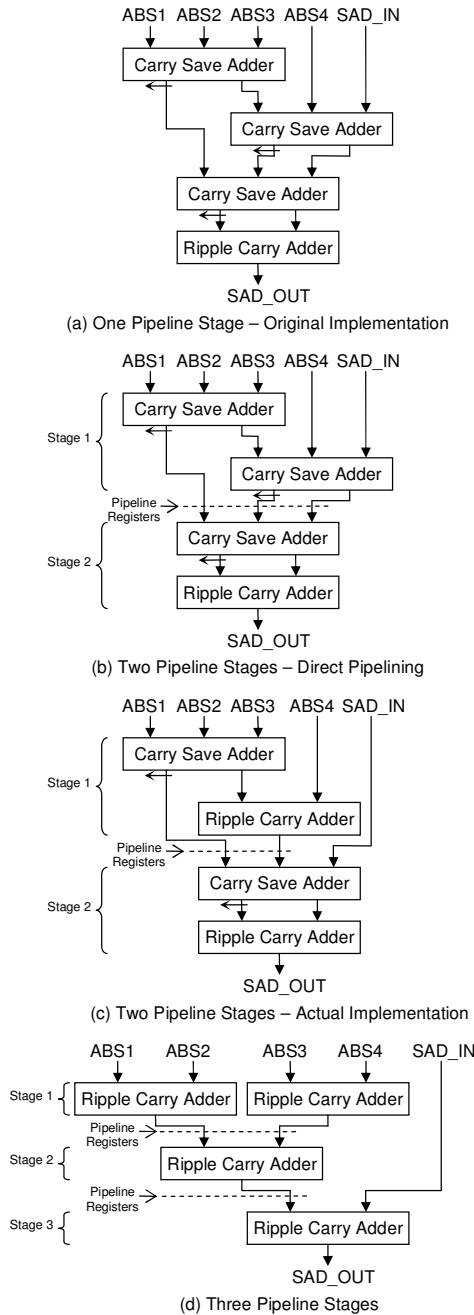 ABS1 ABS2 ABS3 ABS4 SAD_IN
Carry Save Adder
Carry Save Adder
Carry Save Adder
Ripple Carry Adder
SAD_OUT
(a) One Pipeline Stage – Original Implementation
ABS1 ABS2 ABS3 ABS4 SAD_IN
Carry Save Adder
Stage 1
Carry Save Adder
Pipeline
Registers
Carry Save Adder
Stage 2
Ripple Carry Adder
SAD_OUT
(b) Two Pipeline Stages – Direct Pipelining
ABS1 ABS2 ABS3 ABS4 SAD_IN
Carry Save Adder
Stage 1
Ripple Carry Adder
Pipeline
Registers
Carry Save Adder
Stage 2
Ripple Carry Adder
SAD_OUT
(c) Two Pipeline Stages – Actual Implementation
ABS1 ABS2 ABS3 ABS4 SAD_IN
Stage 1 Ripple Carry Adder Ripple Carry Adder
Pipeline
Registers
Stage 2 Ripple Carry Adder
Pipeline
Registers
Stage 3 Ripple Carry Adder
SAD_OUT
(d) Three Pipeline Stages